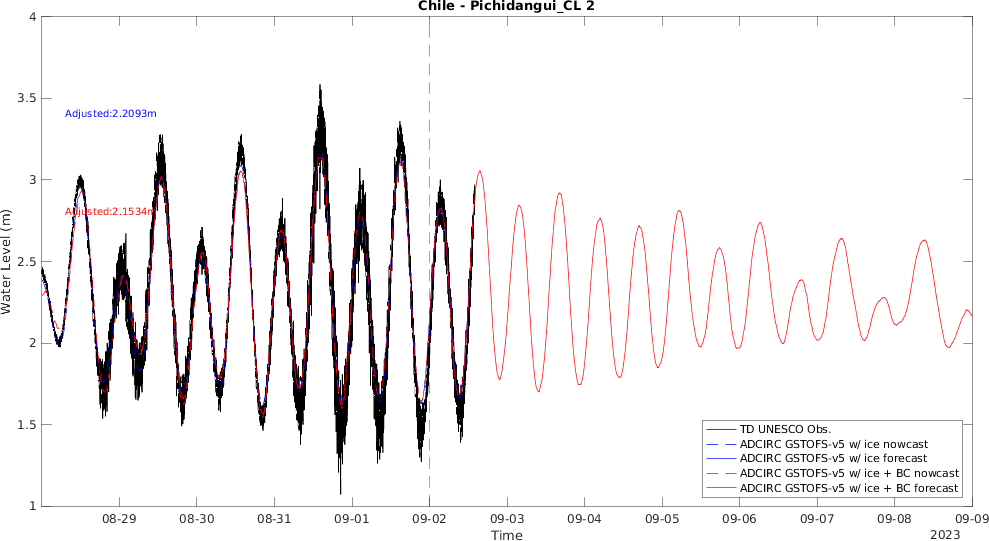 Chile - Pichidangui_CL 2
4
3.5
3
2.5
2
1.5
1
Water Level (m)
Adjusted:2.2093m
Adjusted:2.1534m
TD UNESCO Obs.
ADCIRC GSTOFS-v5 w/ ice nowcast
ADCIRC GSTOFS-v5 w/ ice forecast
ADCIRC GSTOFS-v5 w/ ice + BC nowcast
ADCIRC GSTOFS-v5 w/ ice + BC forecast
08-29 08-30 08-31 09-01 09-02 09-03 09-04 09-05 09-06 09-07 09-08 09-09
Time
2023